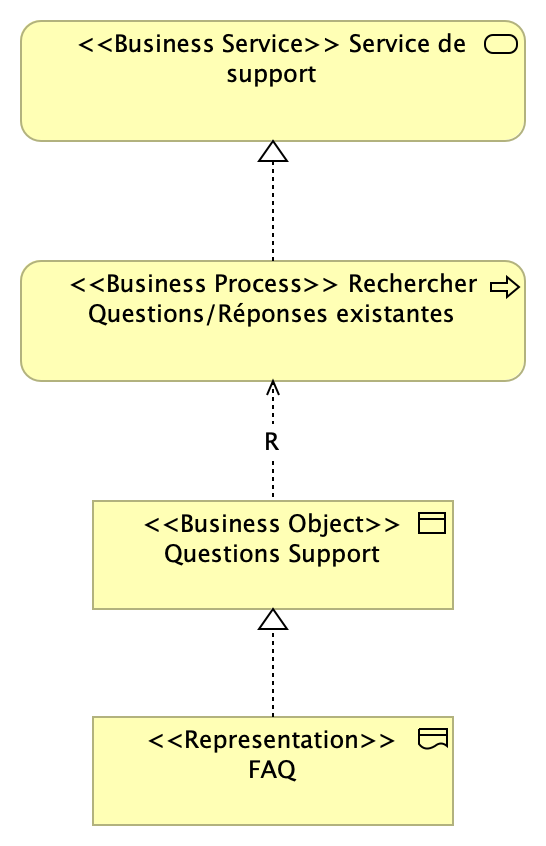 <<Business Service>> Service de
support
<<Business Process>> Rechercher
Questions/Réponses existantes
R
<<Business Object>>
Questions Support
<<Representation>>
FAQ